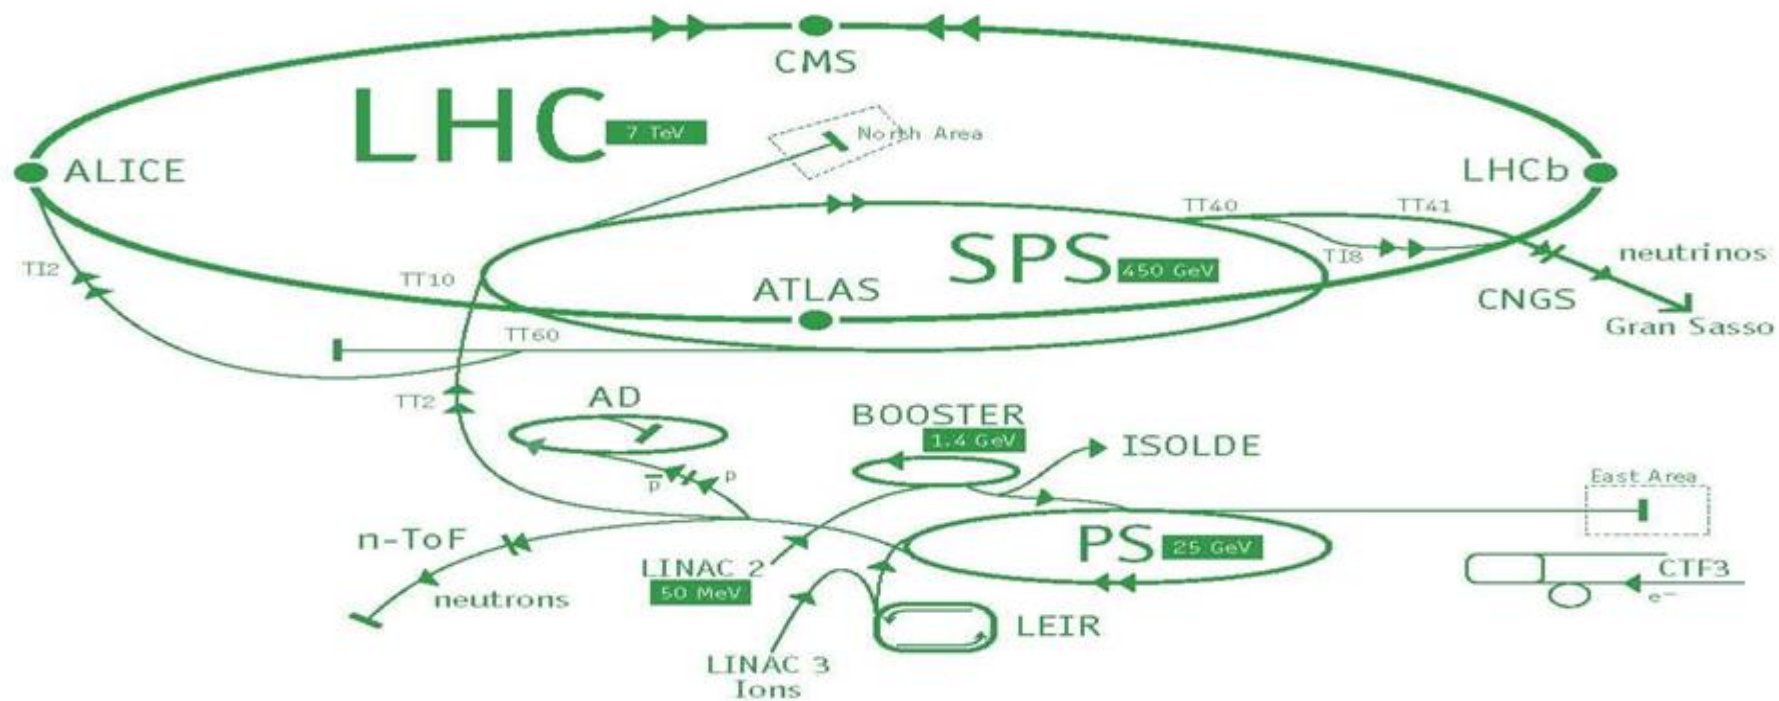 CMS
LHC
7 TeV
North Area
ALICE
LHCb
TT40
TT41
SPS
450 GeV
TI8
neutrinos
TI2
TT10
ATLAS
CNGS
Gran Sasso
TT60
TT2
AD
BOOSTER
1.4 GeV
ISOLDE
p
p̅
East Area
n-ToF
PS
25 GeV
LINAC 2
50 MeV
CTF3
e⁻
neutrons
LEIR
LINAC 3
Ions